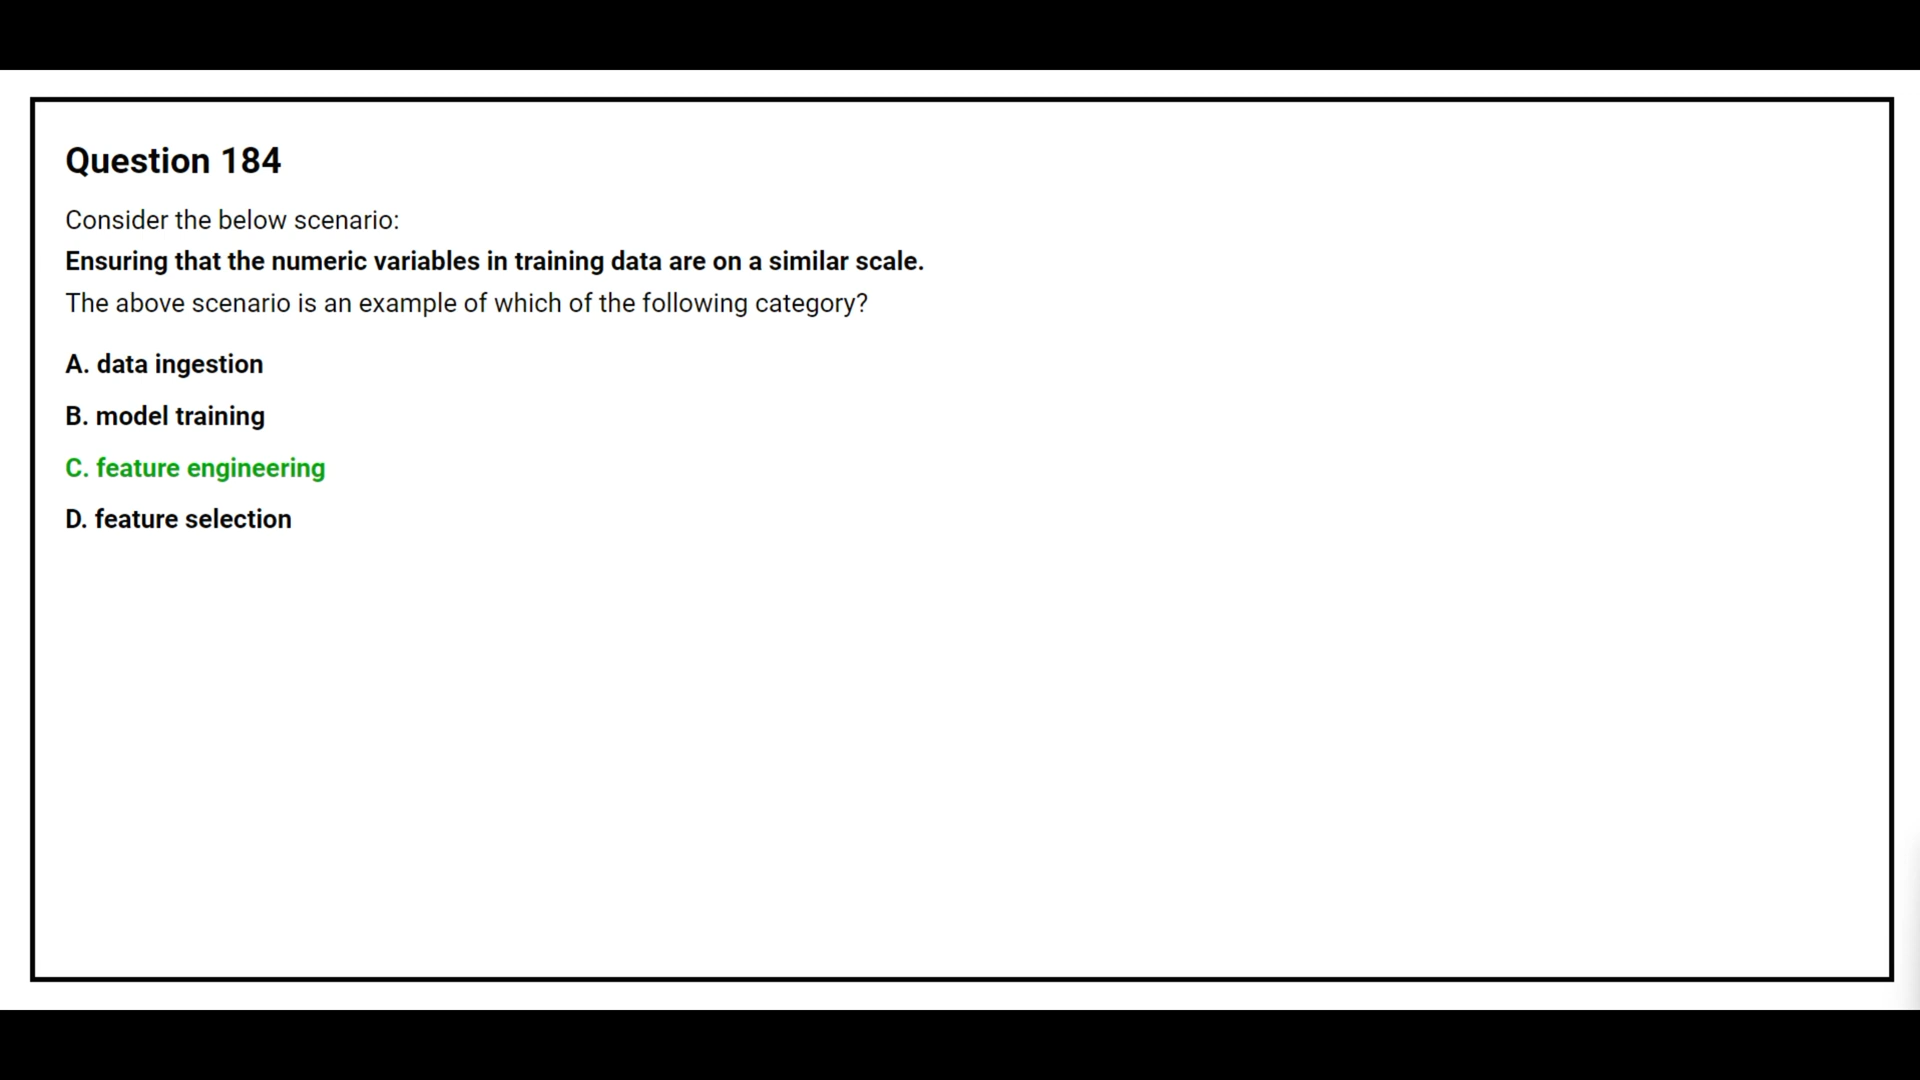 Question 184
Consider the below scenario:
Ensuring that the numeric variables in training data are on a similar scale.
The above scenario is an example of which of the following category?
A. data ingestion
B. model training
C. feature engineering
D. feature selection